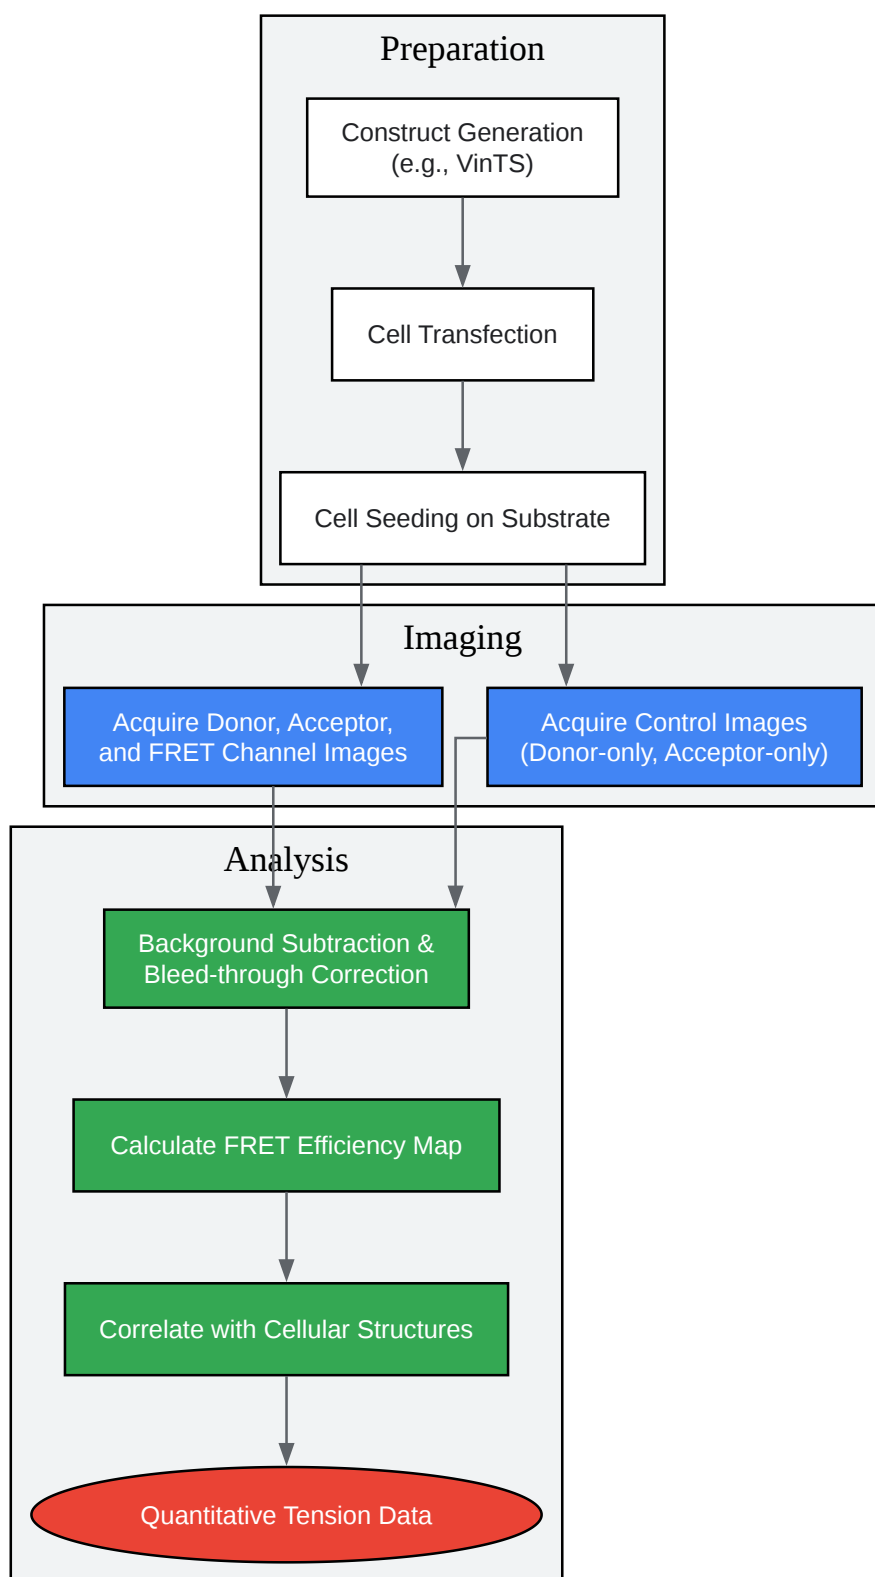 Preparation
Construct Generation
(e.g., VinTS)
Cell Transfection
Cell Seeding on Substrate
Imaging
Acquire Donor, Acceptor,
and FRET Channel Images
Acquire Control Images
(Donor-only, Acceptor-only)
Analysis
Background Subtraction &
Bleed-through Correction
Calculate FRET Efficiency Map
Correlate with Cellular Structures
Quantitative Tension Data